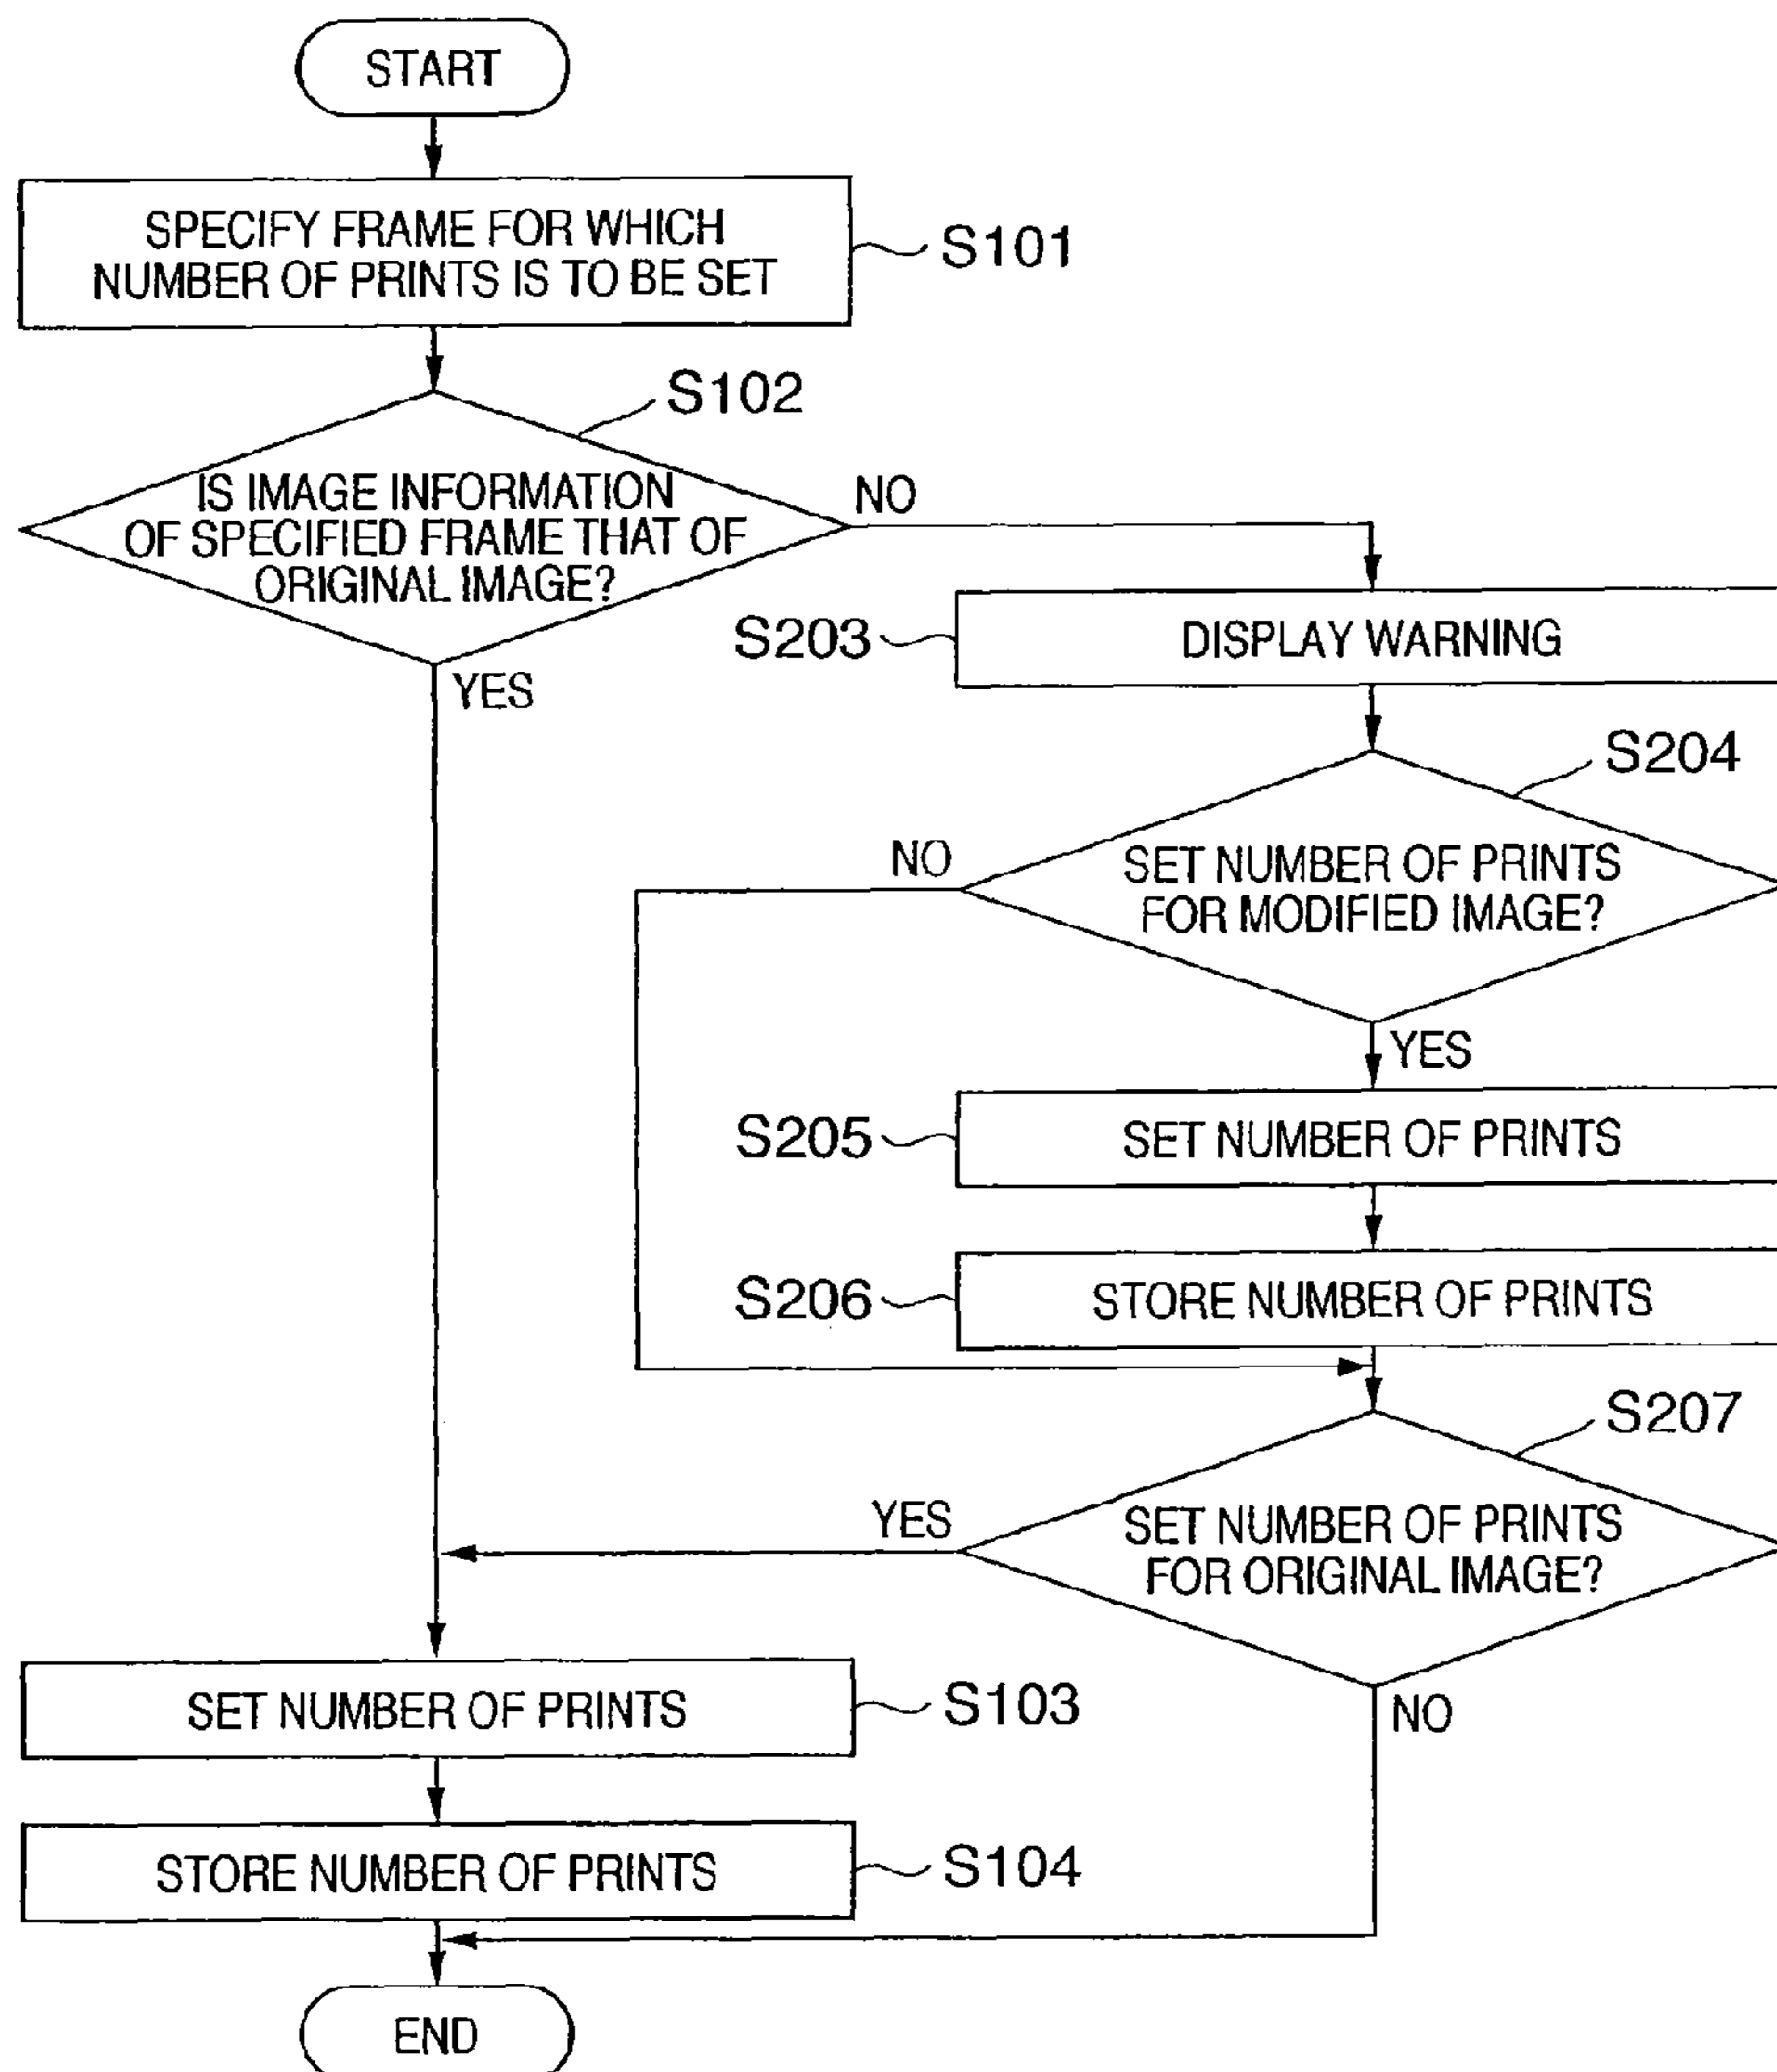 START
SPECIFY FRAME FOR WHICH
NUMBER OF PRINTS IS TO BE SET
S101
S102
IS IMAGE INFORMATION
OF SPECIFIED FRAME THAT OF
ORIGINAL IMAGE?
NO
YES
S203
DISPLAY WARNING
S204
SET NUMBER OF PRINTS
FOR MODIFIED IMAGE?
NO
YES
S205
SET NUMBER OF PRINTS
S206
STORE NUMBER OF PRINTS
S207
SET NUMBER OF PRINTS
FOR ORIGINAL IMAGE?
YES
NO
SET NUMBER OF PRINTS
S103
STORE NUMBER OF PRINTS
S104
END